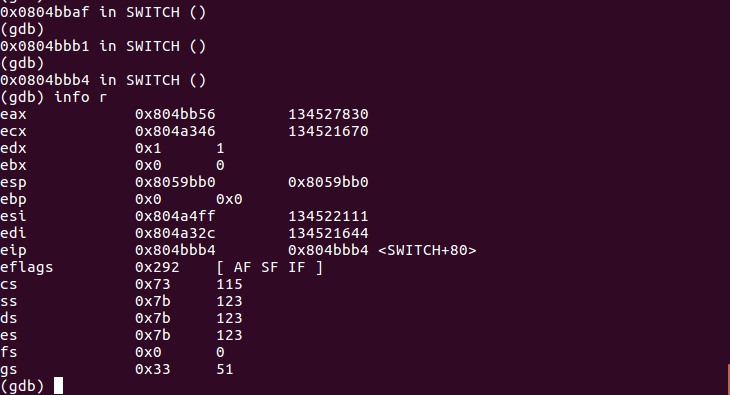 0x0804bbaf in SWITCH ()
(gdb)
0x0804bbb1 in SWITCH ()
(gdb)
0x0804bbb4 in SWITCH ()
(gdb) info r
eax 0x804bb56 134527830
ecx 0x804a346 134521670
edx 0x1 1
ebx 0x0 0
esp 0x8059bb0 0x8059bb0
ebp 0x0 0x0
esi 0x804a4ff 134522111
edi 0x804a32c 134521644
eip 0x804bbb4 0x804bbb4 <SWITCH+80>
eflags 0x292 [ AF SF IF ]
cs 0x73 115
ss 0x7b 123
ds 0x7b 123
es 0x7b 123
fs 0x0 0
gs 0x33 51
(gdb)